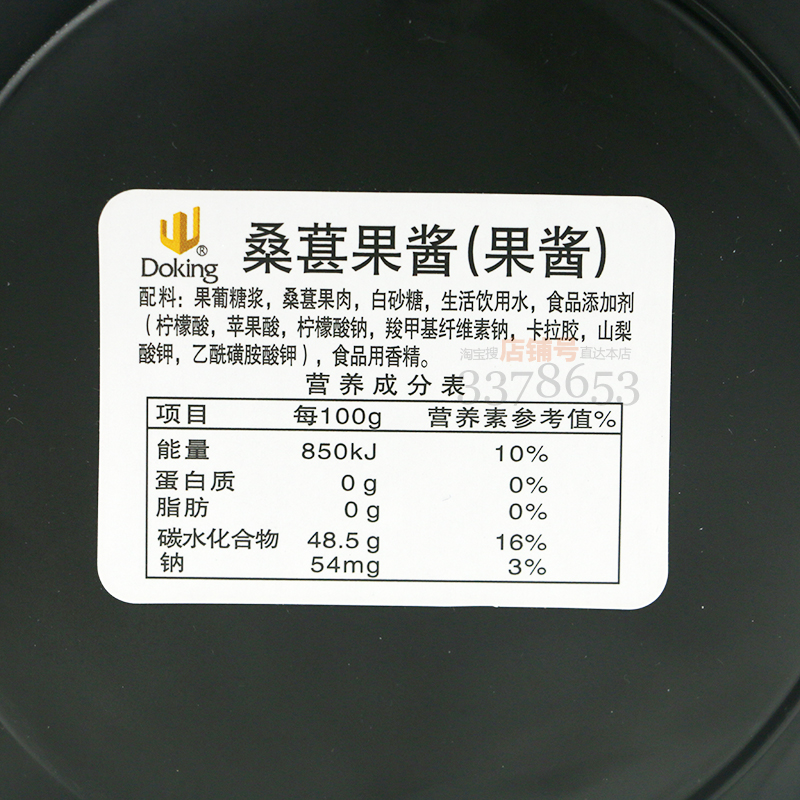 桑葚果酱(果酱)
®
Doking
配料：果葡糖浆，桑葚果肉，白砂糖，生活饮用水，食品添加剂
（柠檬酸，苹果酸，柠檬酸钠，羧甲基纤维素钠，卡拉胶，山梨
酸钾，乙酰磺胺酸钾），食品用香精。
淘宝搜 店铺号 直达本店
3378653
营养成分表
项目 每100g 营养素参考值%
能量 850kJ 10%
蛋白质 0g 0%
脂肪 0g 0%
碳水化合物 48.5g 16%
钠 54mg 3%